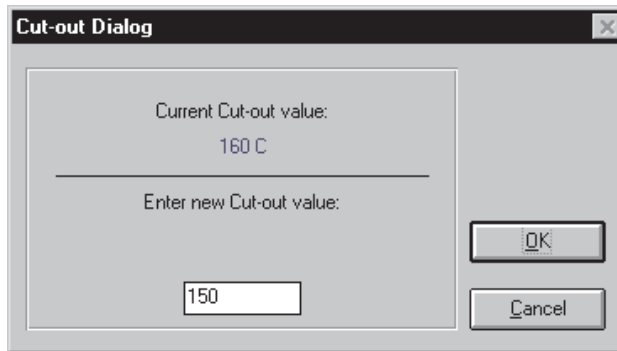 Cut-out Dialog
Current Cut-out value:
160 C
Enter new Cut-out value:
150
OK
Cancel